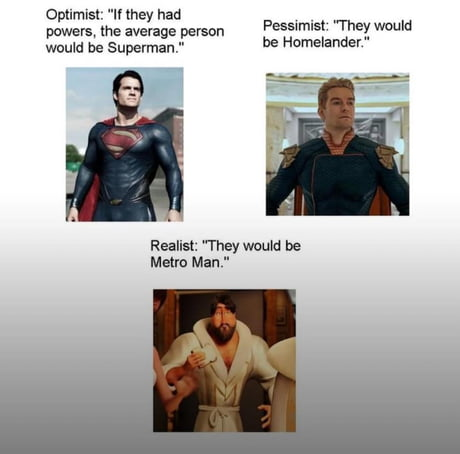 Optimist: "If they had
powers, the average person
would be Superman."
Pessimist: "They would
be Homelander."
Realist: "They would be
Metro Man."